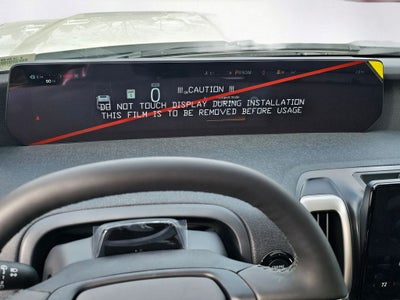 0
!!! CAUTION !!!
DO NOT TOUCH DISPLAY DURING INSTALLATION
THIS FILM IS TO BE REMOVED BEFORE USAGE